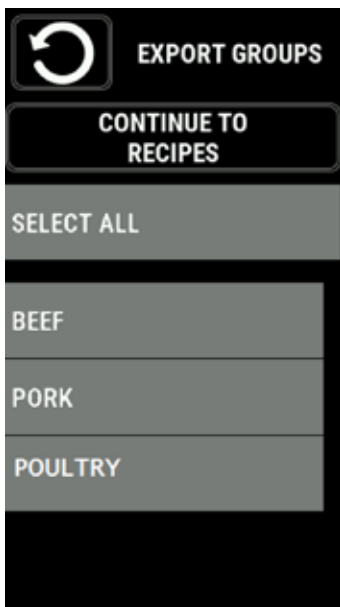 EXPORT GROUPS
CONTINUE TO
RECIPES
SELECT ALL
BEEF
PORK
POULTRY